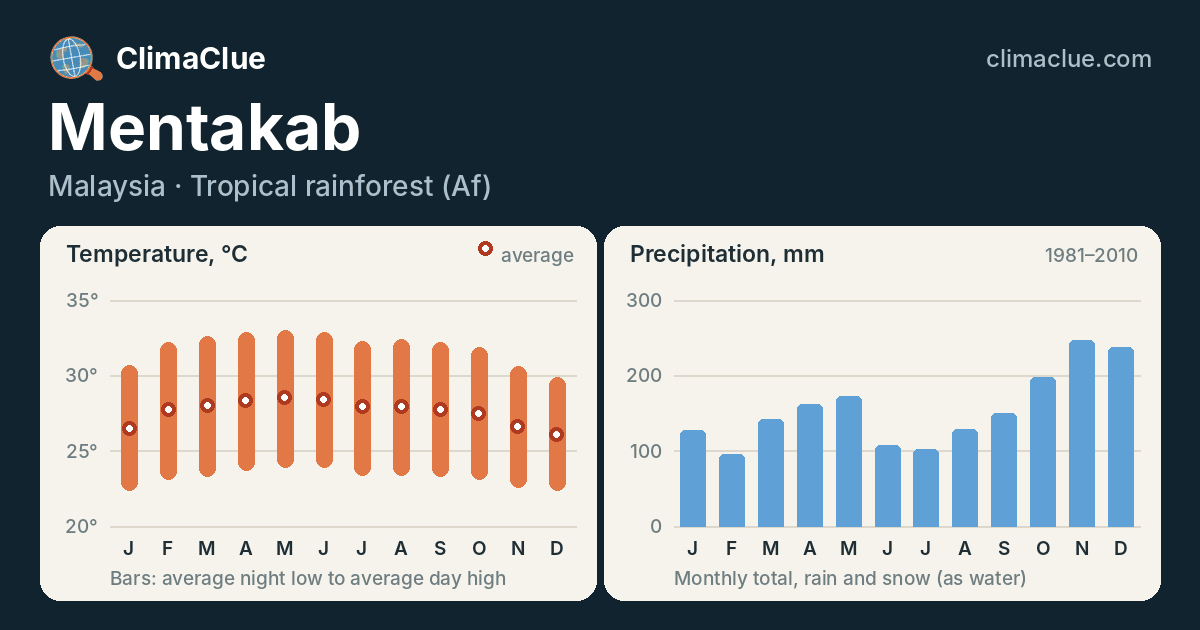 ClimaClue
climaclue.com
Mentakab
Malaysia · Tropical rainforest (Af)
Temperature, °C
average
35°
30°
25°
20°
J F M A M J J A S O N D
Bars: average night low to average day high
Precipitation, mm
1981–2010
300
200
100
0
J F M A M J J A S O N D
Monthly total, rain and snow (as water)